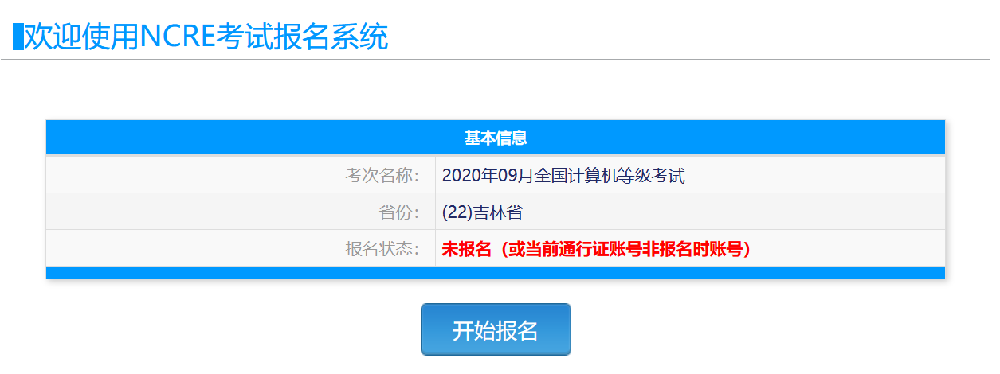 欢迎使用NCRE考试报名系统
基本信息
考次名称： 2020年09月全国计算机等级考试
省份： (22)吉林省
报名状态： 未报名（或当前通行证账号非报名时账号）
开始报名